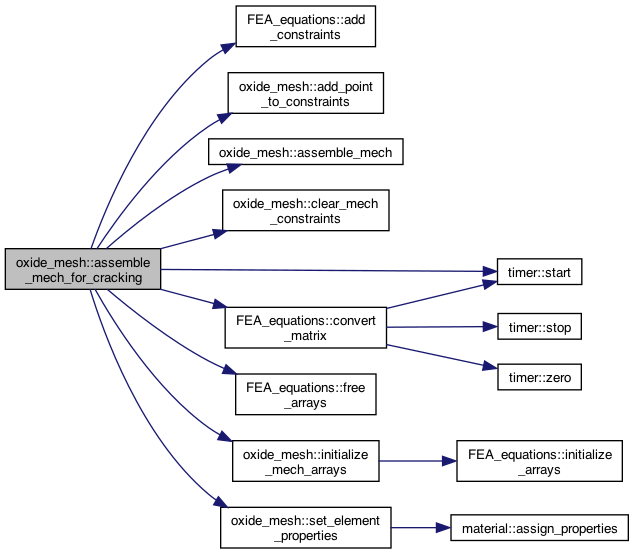 FEA_equations::add
_constraints
oxide_mesh::add_point
_to_constraints
oxide_mesh::assemble_mech
oxide_mesh::clear_mech
_constraints
oxide_mesh::assemble
_mech_for_cracking
timer::start
FEA_equations::convert
_matrix
timer::stop
timer::zero
FEA_equations::free
_arrays
oxide_mesh::initialize
_mech_arrays
FEA_equations::initialize
_arrays
oxide_mesh::set_element
_properties
material::assign_properties